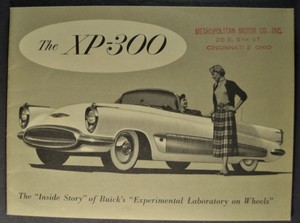 The XP-300
METROPOLITAN MOTOR CO., INC.
CINCINNATI 2 OHIO
The "Inside Story" of Buick's "Experimental Laboratory on Wheels"